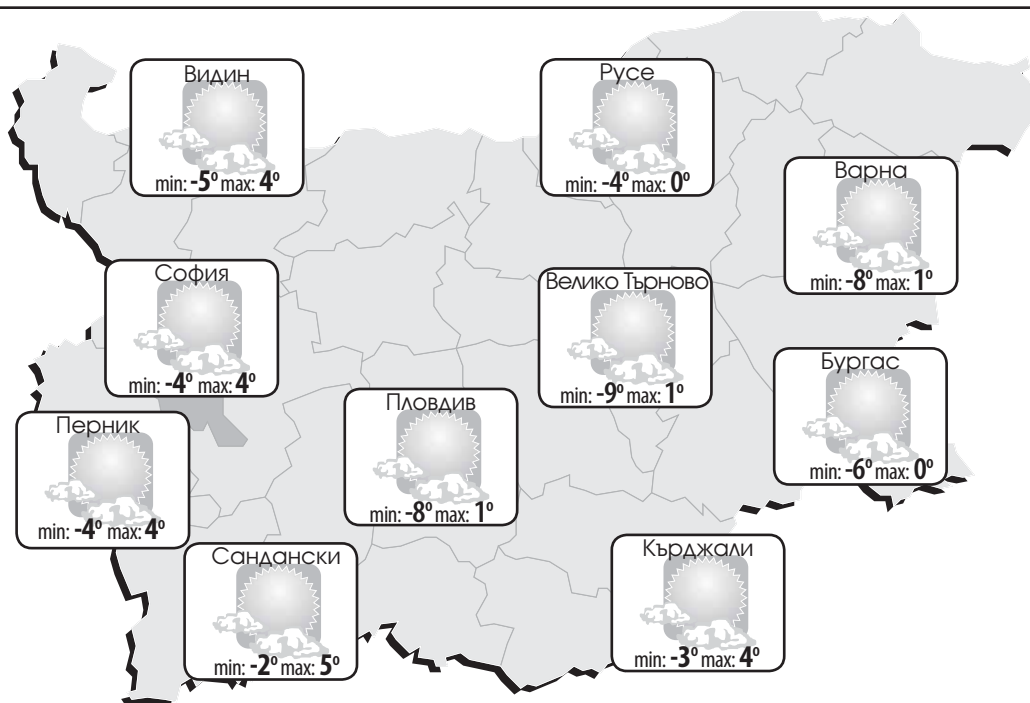 Видин
min: -5° max: 4°
Русе
min: -4° max: 0°
Варна
min: -8° max: 1°
София
min: -4° max: 4°
Велико Търново
min: -9° max: 1°
Бургас
min: -6° max: 0°
Пловдив
min: -8° max: 1°
Перник
min: -4° max: 4°
Сандански
min: -2° max: 5°
Кърджали
min: -3° max: 4°